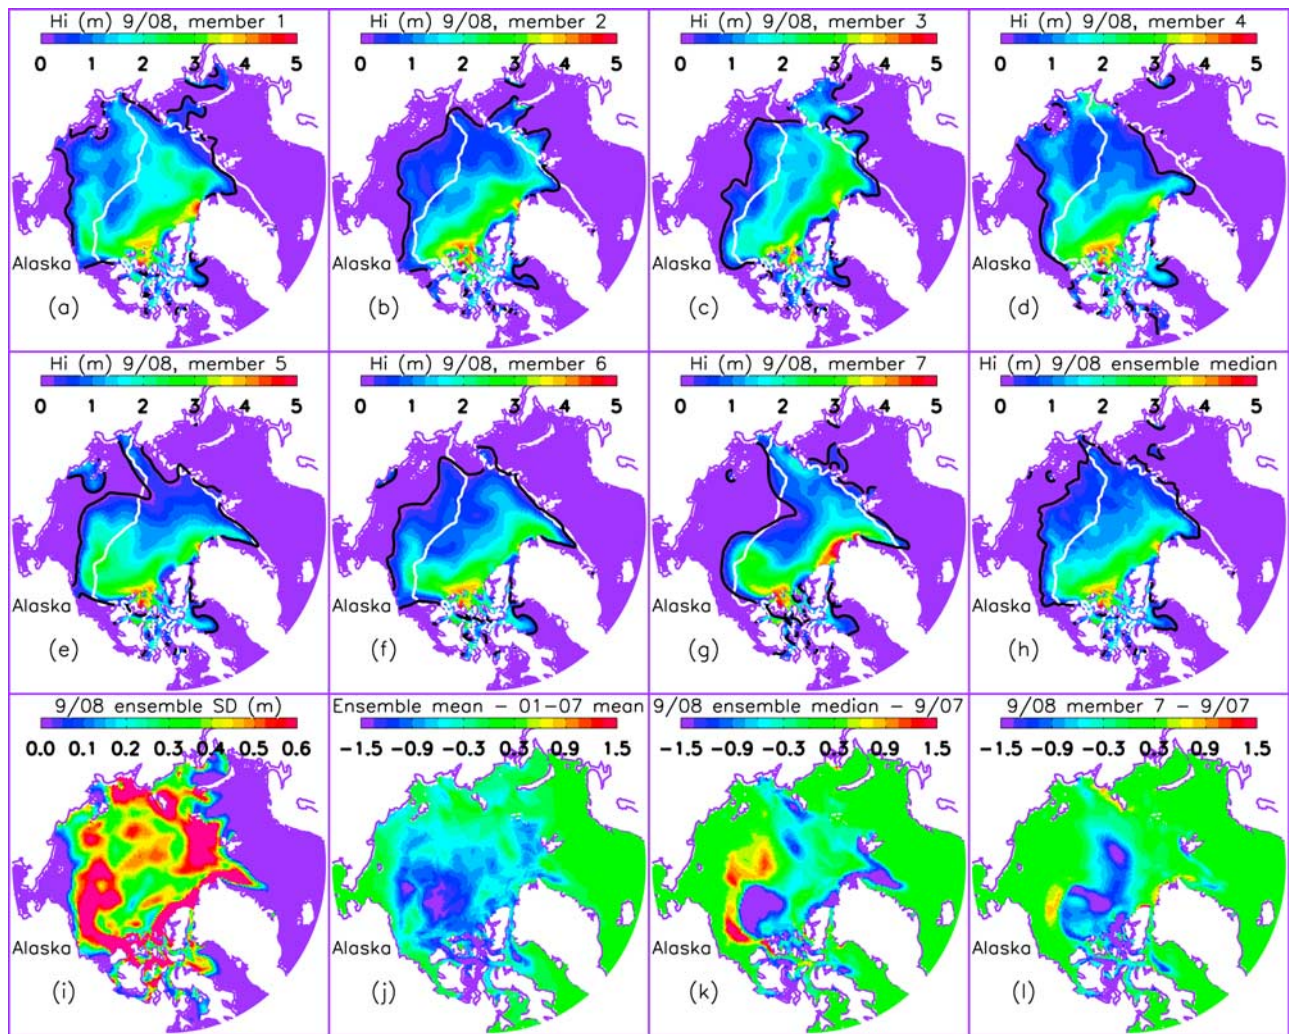 Hi (m) 9/08, member 1
0 1 2 3 4 5
Alaska
(a)
Hi (m) 9/08, member 2
0 1 2 3 4 5
Alaska
(b)
Hi (m) 9/08, member 3
0 1 2 3 4 5
Alaska
(c)
Hi (m) 9/08, member 4
0 1 2 3 4 5
Alaska
(d)
Hi (m) 9/08, member 5
0 1 2 3 4 5
Alaska
(e)
Hi (m) 9/08, member 6
0 1 2 3 4 5
Alaska
(f)
Hi (m) 9/08, member 7
0 1 2 3 4 5
Alaska
(g)
Hi (m) 9/08 ensemble median
0 1 2 3 4 5
Alaska
(h)
9/08 ensemble SD (m)
0.0 0.1 0.2 0.3 0.4 0.5 0.6
Alaska
(i)
Ensemble mean - 01-07 mean
-1.5 -0.9 -0.3 0.3 0.9 1.5
Alaska
(j)
9/08 ensemble median - 9/07
-1.5 -0.9 -0.3 0.3 0.9 1.5
Alaska
(k)
9/08 member 7 - 9/07
-1.5 -0.9 -0.3 0.3 0.9 1.5
Alaska
(l)